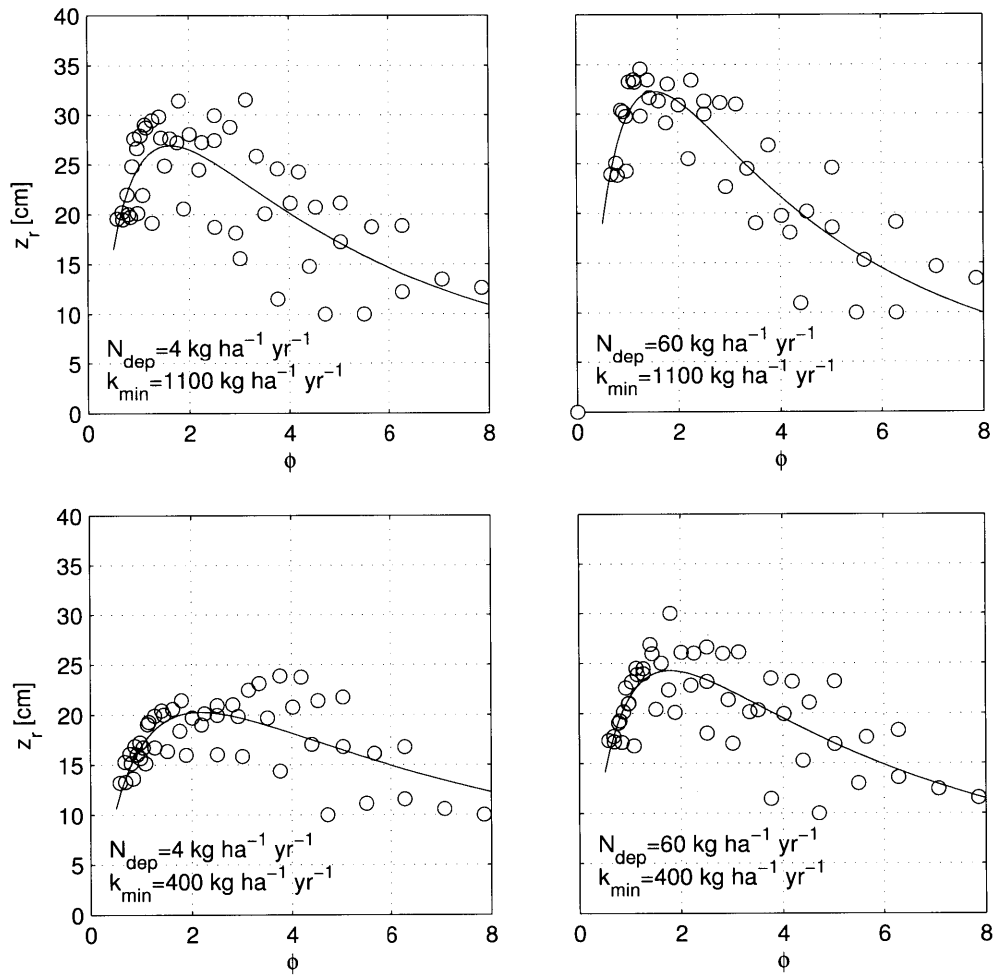 40
35
30
25
20
15
10
5
0
z_r [cm]
N_dep=4 kg ha⁻¹ yr⁻¹
k_min=1100 kg ha⁻¹ yr⁻¹
0 2 4 6 8
ϕ
N_dep=60 kg ha⁻¹ yr⁻¹
k_min=1100 kg ha⁻¹ yr⁻¹
0 2 4 6 8
ϕ
40
35
30
25
20
15
10
5
0
z_r [cm]
N_dep=4 kg ha⁻¹ yr⁻¹
k_min=400 kg ha⁻¹ yr⁻¹
0 2 4 6 8
ϕ
N_dep=60 kg ha⁻¹ yr⁻¹
k_min=400 kg ha⁻¹ yr⁻¹
0 2 4 6 8
ϕ